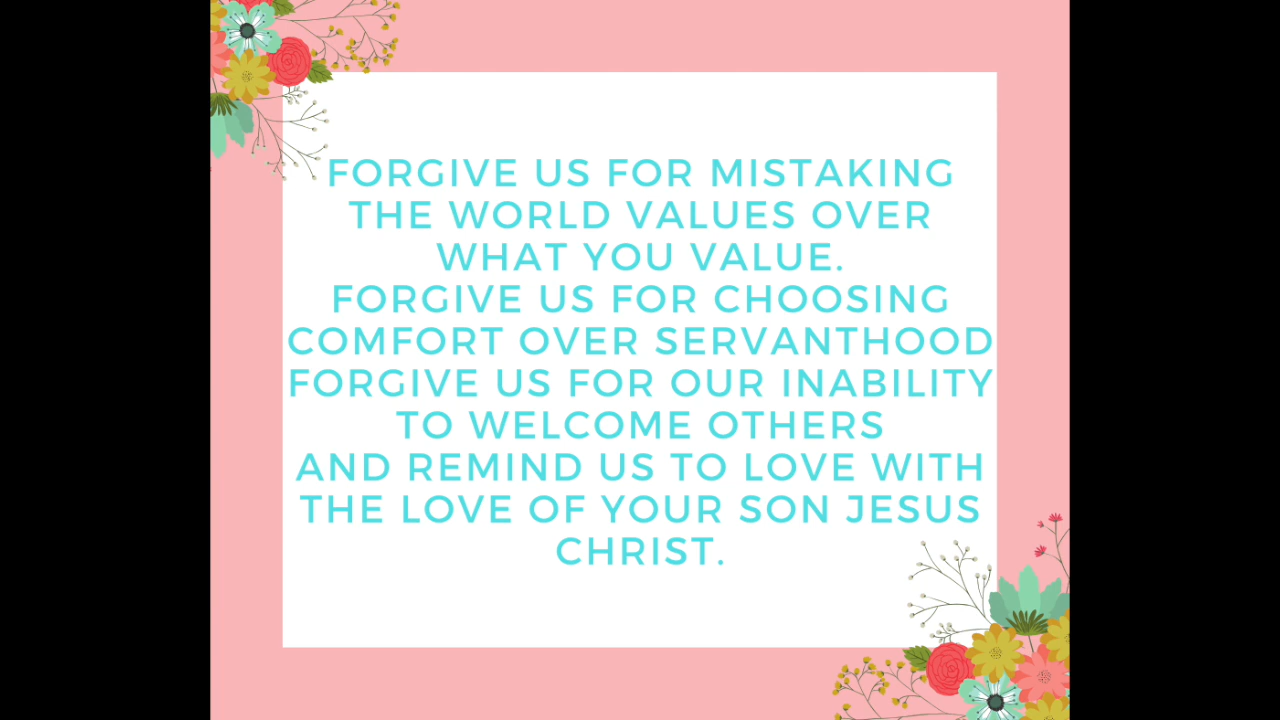 FORGIVE US FOR MISTAKING
THE WORLD VALUES OVER
WHAT YOU VALUE.
FORGIVE US FOR CHOOSING
COMFORT OVER SERVANTHOOD
FORGIVE US FOR OUR INABILITY
TO WELCOME OTHERS
AND REMIND US TO LOVE WITH
THE LOVE OF YOUR SON JESUS
CHRIST.